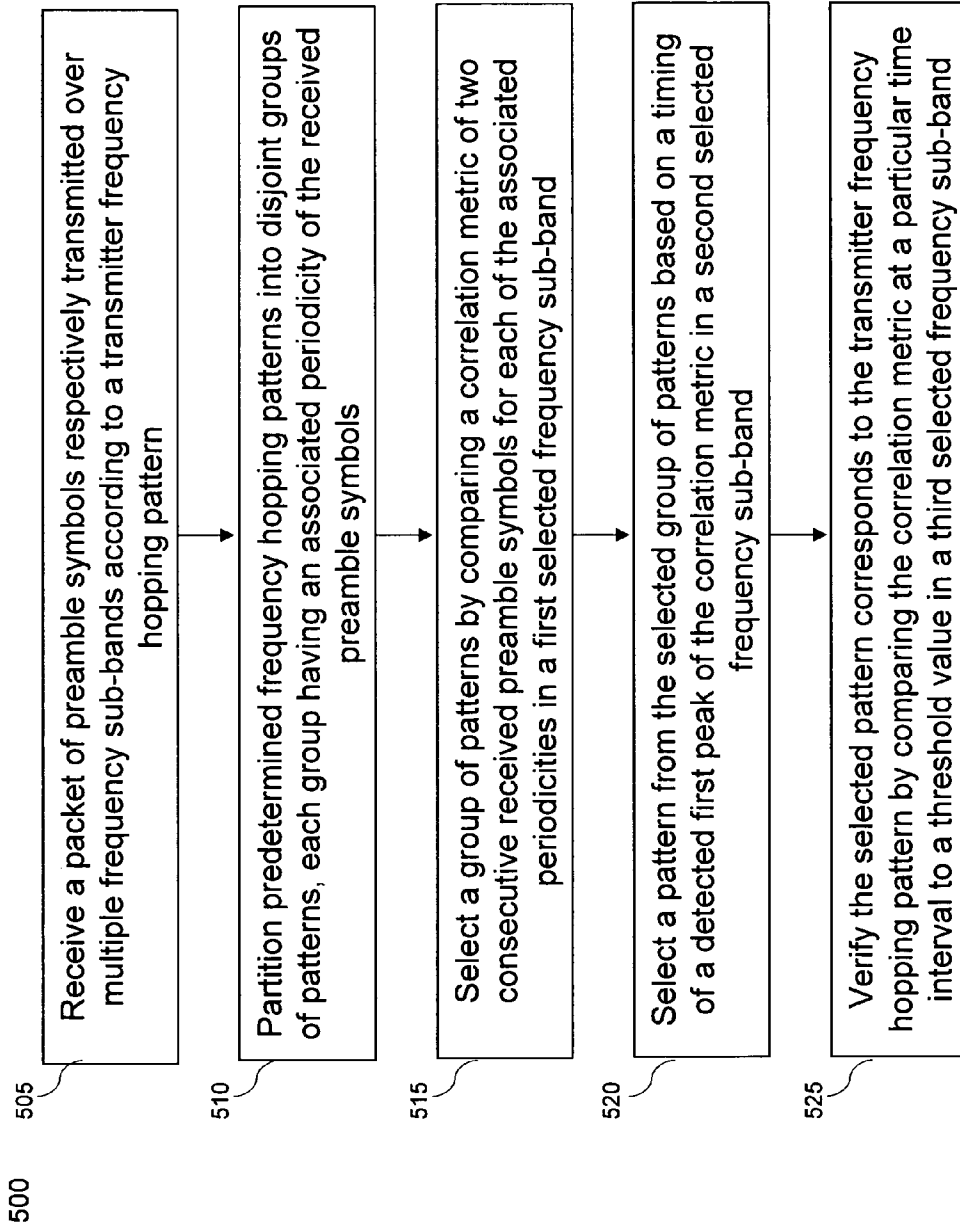 500
505
Receive a packet of preamble symbols respectively transmitted over
multiple frequency sub-bands according to a transmitter frequency
hopping pattern
510
Partition predetermined frequency hopping patterns into disjoint groups
of patterns, each group having an associated periodicity of the received
preamble symbols
515
Select a group of patterns by comparing a correlation metric of two
consecutive received preamble symbols for each of the associated
periodicities in a first selected frequency sub-band
520
Select a pattern from the selected group of patterns based on a timing
of a detected first peak of the correlation metric in a second selected
frequency sub-band
525
Verify the selected pattern corresponds to the transmitter frequency
hopping pattern by comparing the correlation metric at a particular time
interval to a threshold value in a third selected frequency sub-band